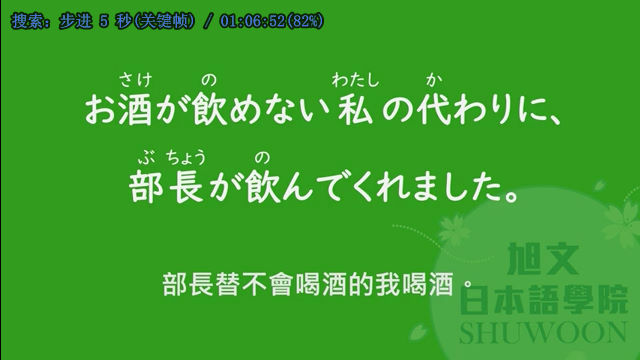 搜索: 步进 5 秒(关键帧) / 01:06:52(82%)
さけ の わたし か
お酒が飲めない私の代わりに、
ぶ ちょう の
部長が飲んでくれました。
部長替不會喝酒的我喝酒。
旭文
日本語學院
SHUWOON